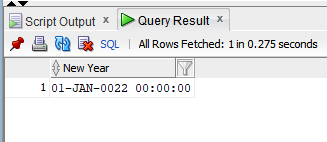 Script Output x Query Result x
SQL | All Rows Fetched: 1 in 0.275 seconds
New Year
1 01-JAN-0022 00:00:00